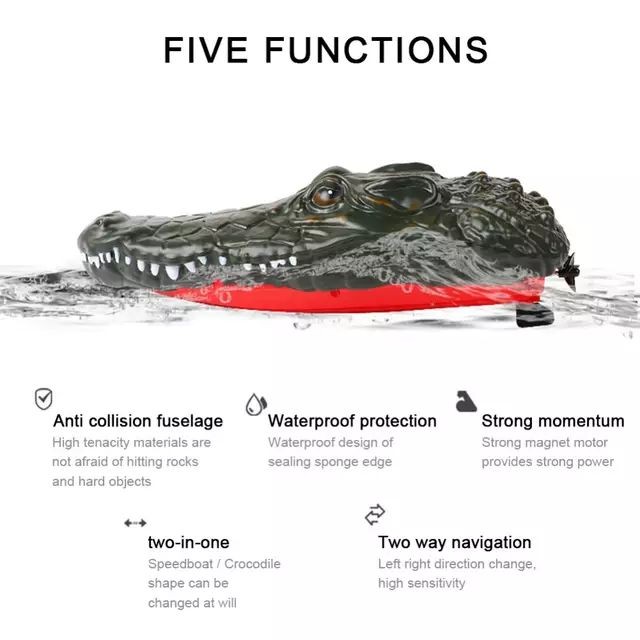 FIVE FUNCTIONS
Anti collision fuselage
High tenacity materials are
not afraid of hitting rocks
and hard objects
Waterproof protection
Waterproof design of
sealing sponge edge
Strong momentum
Strong magnet motor
provides strong power
two-in-one
Speedboat / Crocodile
shape can be
changed at will
Two way navigation
Left right direction change,
high sensitivity